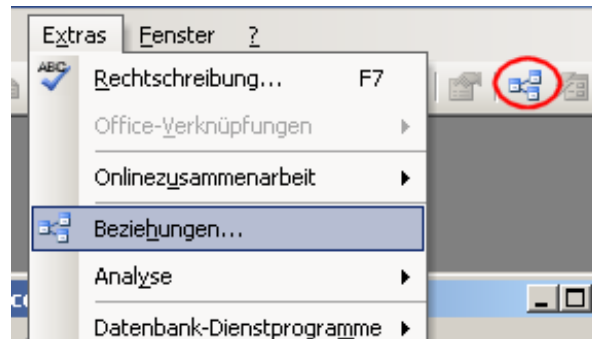 Extras Fenster ?
ABC
Rechtschreibung... F7
Office-Verknüpfungen
Onlinezusammenarbeit
Beziehungen...
Analyse
Datenbank-Dienstprogramme